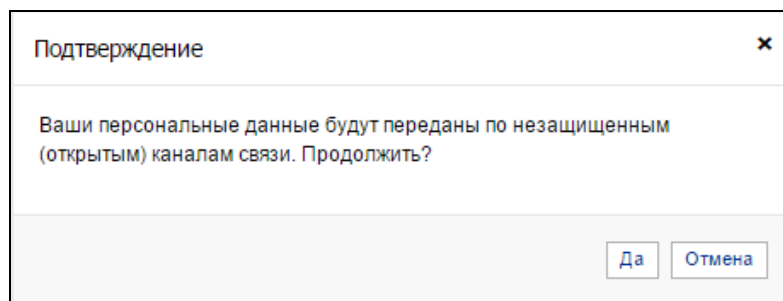 Подтверждение ×
Ваши персональные данные будут переданы по незащищенным
(открытым) каналам связи. Продолжить?
Да Отмена